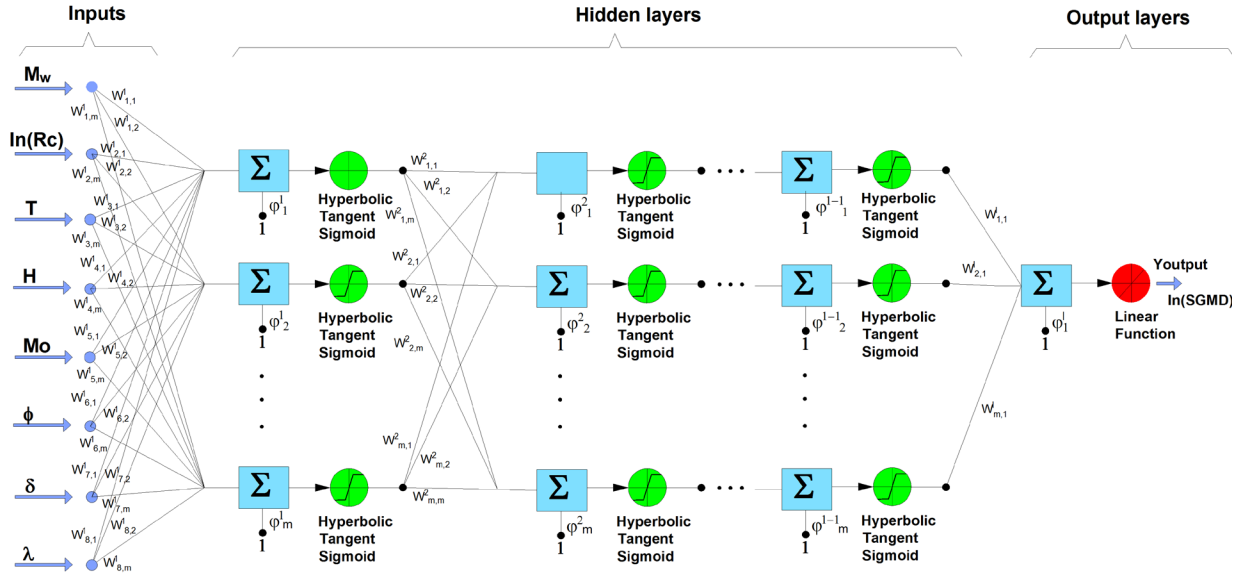 Inputs
Hidden layers
Output layers
Mw
W¹1,1
W¹1,m
W¹1,2
ln(Rc)
W¹2,1
W¹2,2
W¹2,m
T
W¹3,1
W¹3,2
W¹3,m
H
W¹4,1
W¹4,2
W¹4,m
Mo
W¹5,1
W¹5,2
W¹5,m
ϕ
W¹6,1
W¹6,2
W¹6,m
δ
W¹7,1
W¹7,2
W¹7,m
λ
W¹8,1
W¹8,2
W¹8,m
Σ
φ¹1
1
Hyperbolic
Tangent
Sigmoid
W²1,1
W²1,2
W²1,m
φ²1
1
Hyperbolic
Tangent
Sigmoid
Σ
φ¹⁻¹1
1
Hyperbolic
Tangent
Sigmoid
Σ
φ¹2
1
Hyperbolic
Tangent
Sigmoid
W²2,1
W²2,2
W²2,m
Σ
φ²2
1
Hyperbolic
Tangent
Sigmoid
Σ
φ¹⁻¹2
1
Hyperbolic
Tangent
Sigmoid
Σ
φ¹m
1
Hyperbolic
Tangent
Sigmoid
W²m,1
W²m,2
W²m,m
Σ
φ²m
1
Hyperbolic
Tangent
Sigmoid
Σ
φ¹⁻¹m
1
Hyperbolic
Tangent
Sigmoid
Wˡ1,1
Wˡ2,1
Wˡm,1
Σ
φˡ1
1
Linear
Function
Youtput
ln(SGMD)